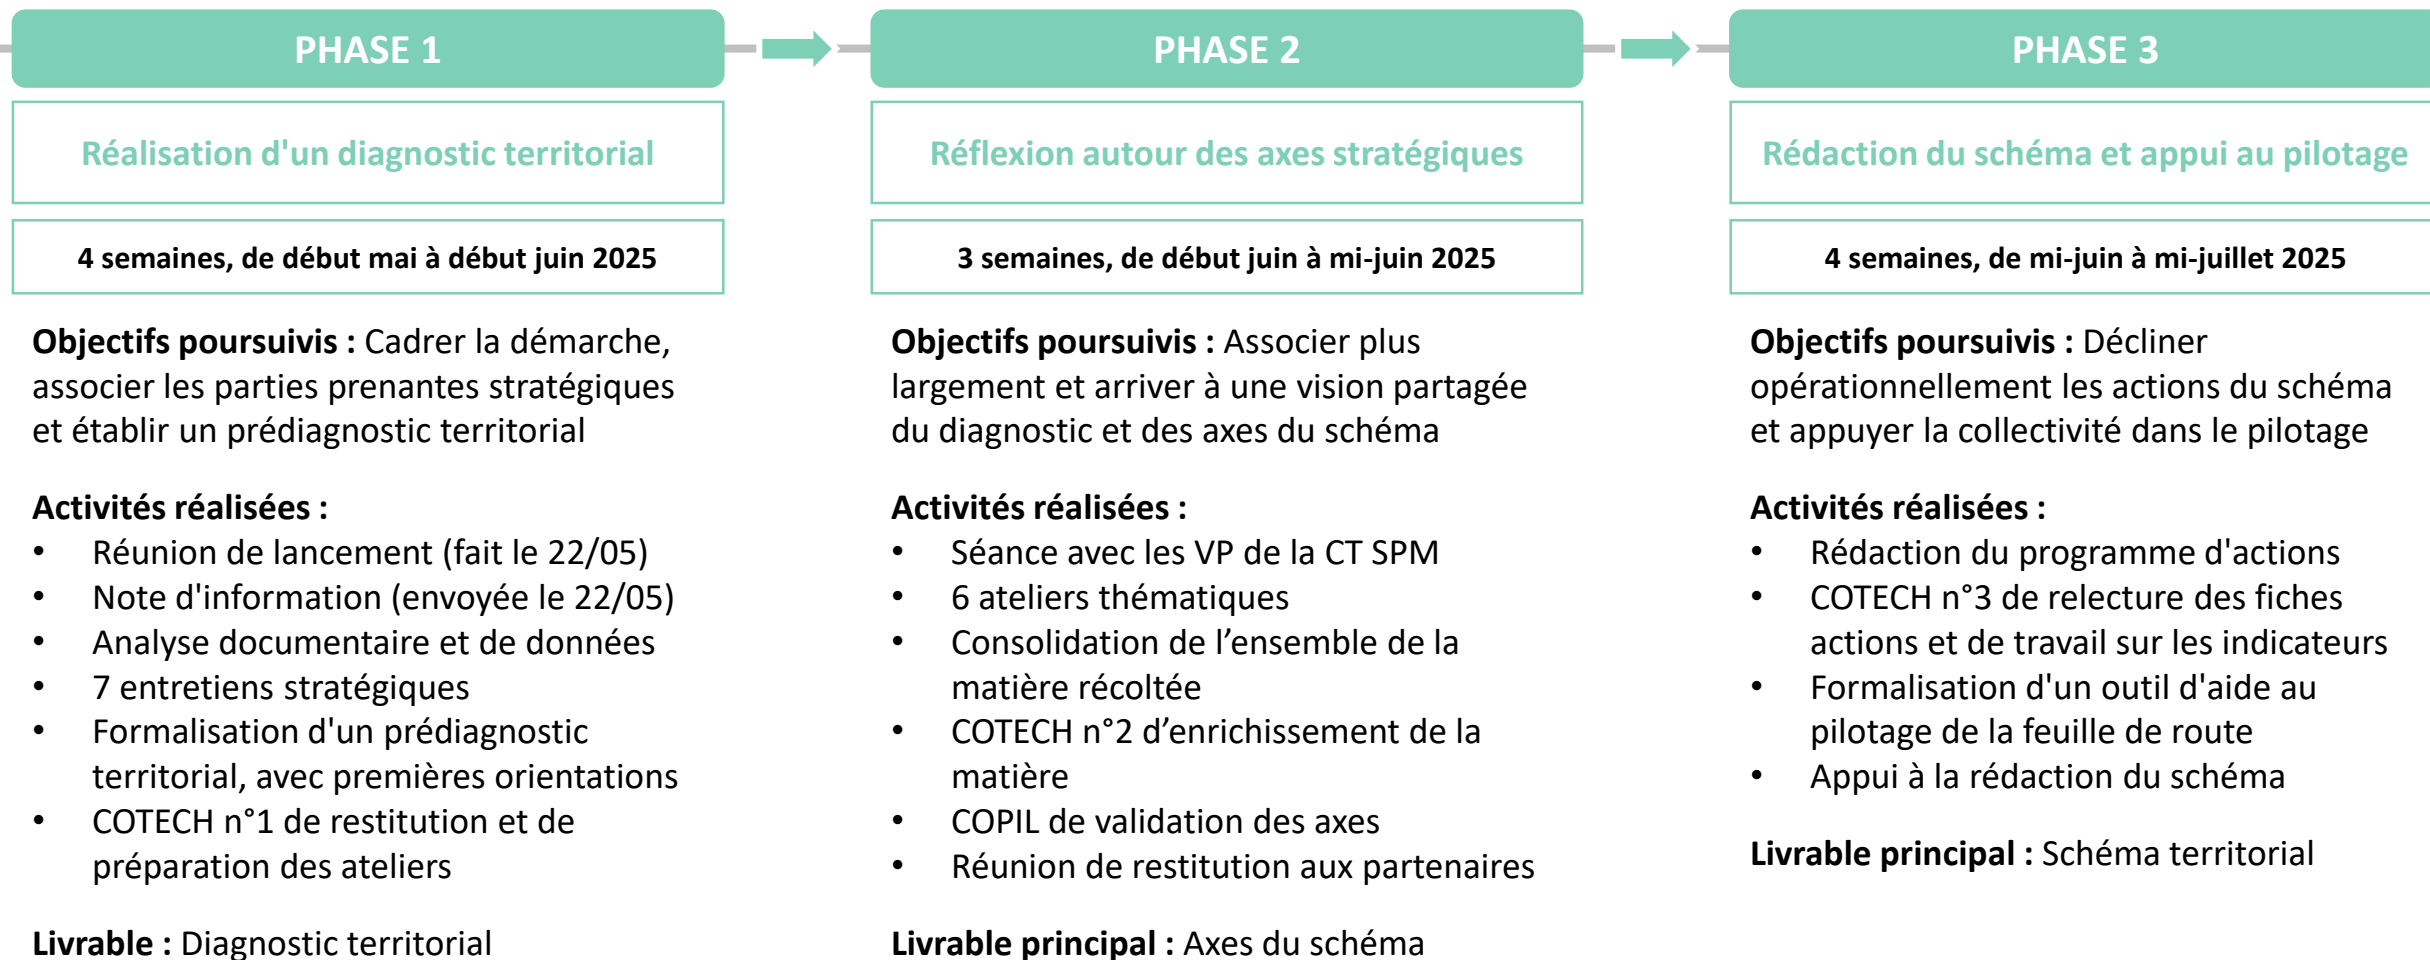 PHASE 1
Réalisation d'un diagnostic territorial
4 semaines, de début mai à début juin 2025
Objectifs poursuivis : Cadrer la démarche,
associer les parties prenantes stratégiques
et établir un prédiagnostic territorial
Activités réalisées :
• Réunion de lancement (fait le 22/05)
• Note d'information (envoyée le 22/05)
• Analyse documentaire et de données
• 7 entretiens stratégiques
• Formalisation d'un prédiagnostic
territorial, avec premières orientations
• COTECH n°1 de restitution et de
préparation des ateliers
Livrable : Diagnostic territorial
PHASE 2
Réflexion autour des axes stratégiques
3 semaines, de début juin à mi-juin 2025
Objectifs poursuivis : Associer plus
largement et arriver à une vision partagée
du diagnostic et des axes du schéma
Activités réalisées :
• Séance avec les VP de la CT SPM
• 6 ateliers thématiques
• Consolidation de l’ensemble de la
matière récoltée
• COTECH n°2 d’enrichissement de la
matière
• COPIL de validation des axes
• Réunion de restitution aux partenaires
Livrable principal : Axes du schéma
PHASE 3
Rédaction du schéma et appui au pilotage
4 semaines, de mi-juin à mi-juillet 2025
Objectifs poursuivis : Décliner
opérationnellement les actions du schéma
et appuyer la collectivité dans le pilotage
Activités réalisées :
• Rédaction du programme d'actions
• COTECH n°3 de relecture des fiches
actions et de travail sur les indicateurs
• Formalisation d'un outil d'aide au
pilotage de la feuille de route
• Appui à la rédaction du schéma
Livrable principal : Schéma territorial